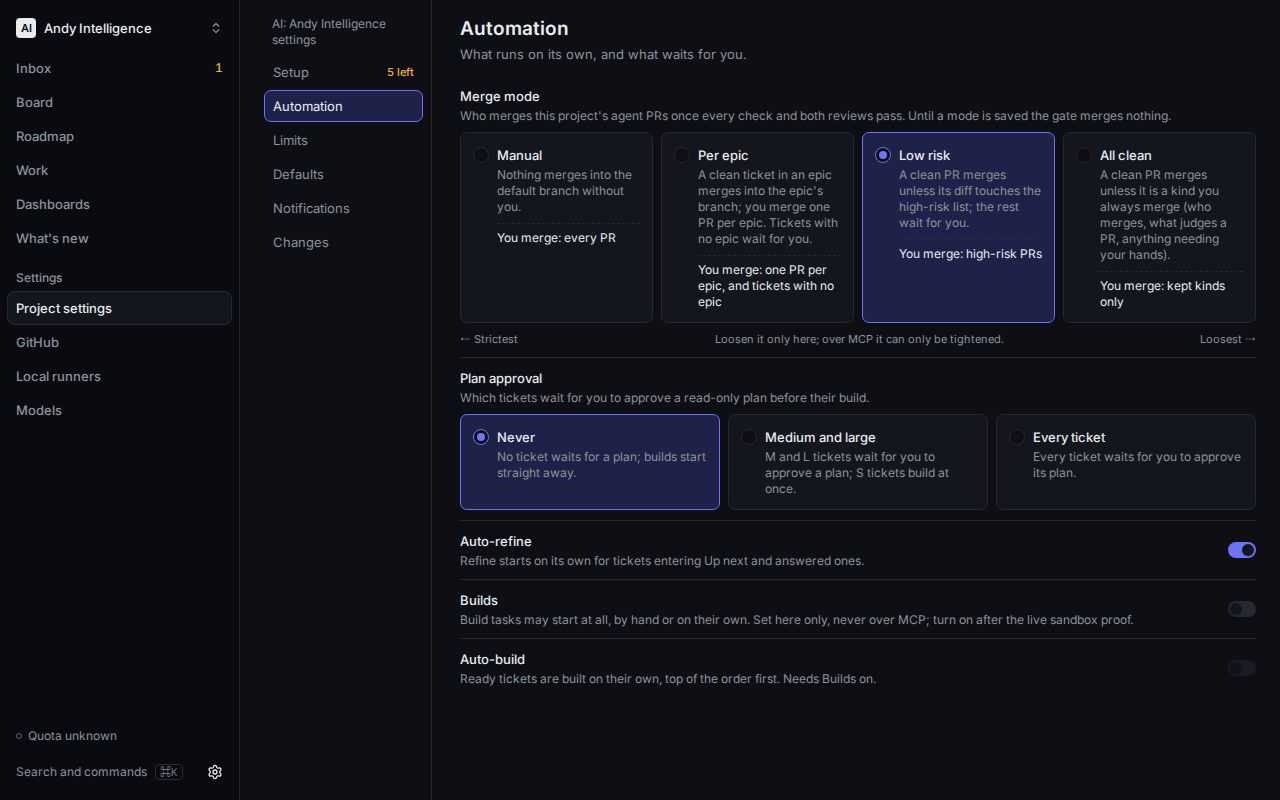 AI Andy Intelligence
Inbox 1
Board
Roadmap
Work
Dashboards
What's new
Settings
Project settings
GitHub
Local runners
Models
Quota unknown
Search and commands ⌘K
AI: Andy Intelligence
settings
Setup 5 left
Automation
Limits
Defaults
Notifications
Changes
Automation
What runs on its own, and what waits for you.
Merge mode
Who merges this project's agent PRs once every check and both reviews pass. Until a mode is saved the gate merges nothing.
Manual
Nothing merges into the
default branch without
you.
You merge: every PR
Per epic
A clean ticket in an epic
merges into the epic's
branch; you merge one
PR per epic. Tickets with
no epic wait for you.
You merge: one PR per
epic, and tickets with no
epic
Low risk
A clean PR merges
unless its diff touches the
high-risk list; the rest
wait for you.
You merge: high-risk PRs
All clean
A clean PR merges
unless it is a kind you
always merge (who
merges, what judges a
PR, anything needing
your hands).
You merge: kept kinds
only
← Strictest
Loosen it only here; over MCP it can only be tightened.
Loosest →
Plan approval
Which tickets wait for you to approve a read-only plan before their build.
Never
No ticket waits for a plan; builds start
straight away.
Medium and large
M and L tickets wait for you to
approve a plan; S tickets build at
once.
Every ticket
Every ticket waits for you to approve
its plan.
Auto-refine
Refine starts on its own for tickets entering Up next and answered ones.
Builds
Build tasks may start at all, by hand or on their own. Set here only, never over MCP; turn on after the live sandbox proof.
Auto-build
Ready tickets are built on their own, top of the order first. Needs Builds on.